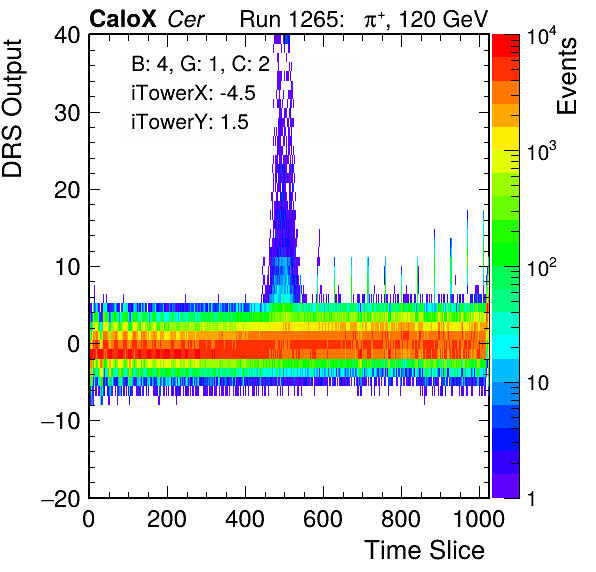 CaloX Cer Run 1265: π⁺, 120 GeV
B: 4, G: 1, C: 2
iTowerX: -4.5
iTowerY: 1.5
DRS Output
40
30
20
10
0
−10
−20
0 200 400 600 800 1000
Time Slice
Events
10⁴
10³
10²
10
1